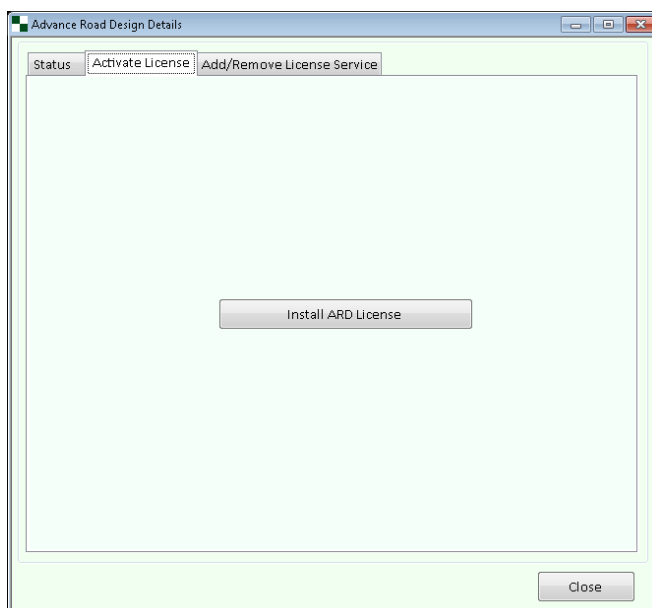 Advance Road Design Details
Status Activate License Add/Remove License Service
Install ARD License
Close